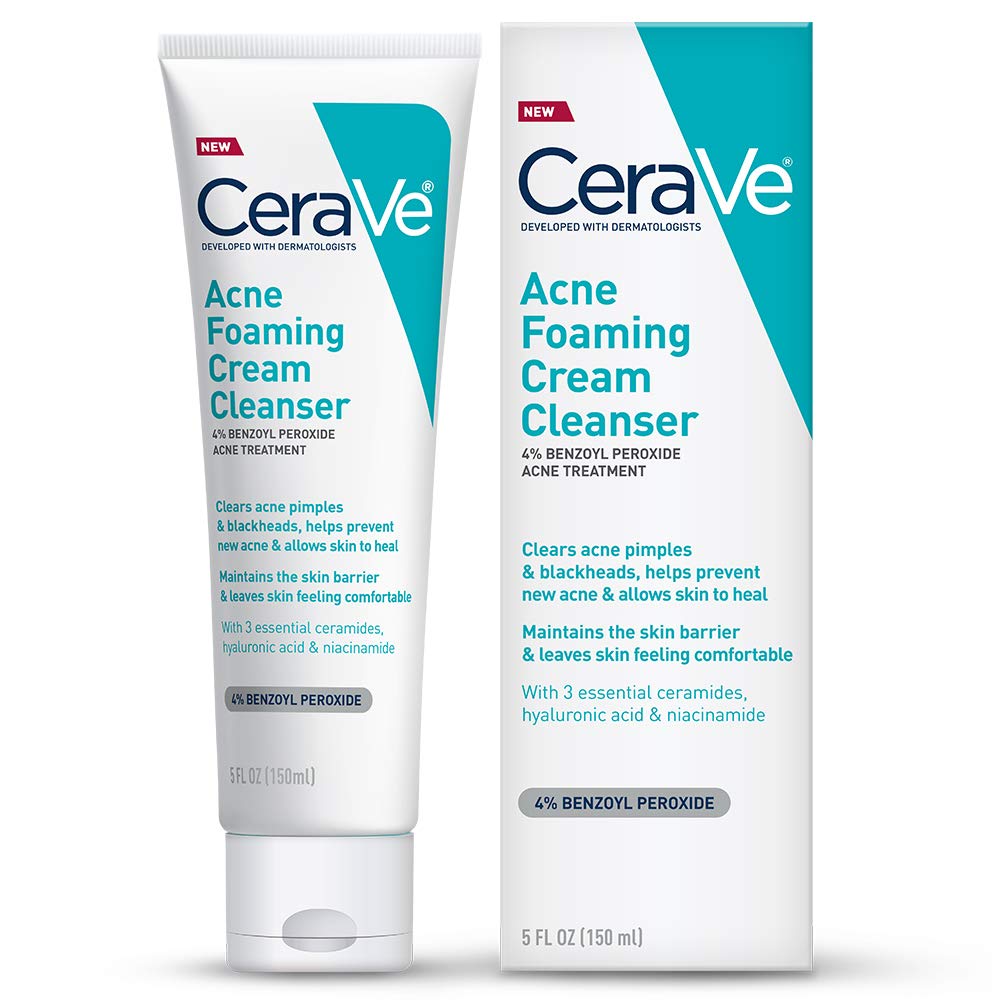 NEW
CeraVe®
DEVELOPED WITH DERMATOLOGISTS
Acne
Foaming
Cream
Cleanser
4% BENZOYL PEROXIDE
ACNE TREATMENT
Clears acne pimples
& blackheads, helps prevent
new acne & allows skin to heal
Maintains the skin barrier
& leaves skin feeling comfortable
With 3 essential ceramides,
hyaluronic acid & niacinamide
4% BENZOYL PEROXIDE
5 FL OZ (150ml)
NEW
CeraVe®
DEVELOPED WITH DERMATOLOGISTS
Acne
Foaming
Cream
Cleanser
4% BENZOYL PEROXIDE
ACNE TREATMENT
Clears acne pimples
& blackheads, helps prevent
new acne & allows skin to heal
Maintains the skin barrier
& leaves skin feeling comfortable
With 3 essential ceramides,
hyaluronic acid & niacinamide
4% BENZOYL PEROXIDE
5 FL OZ (150 ml)